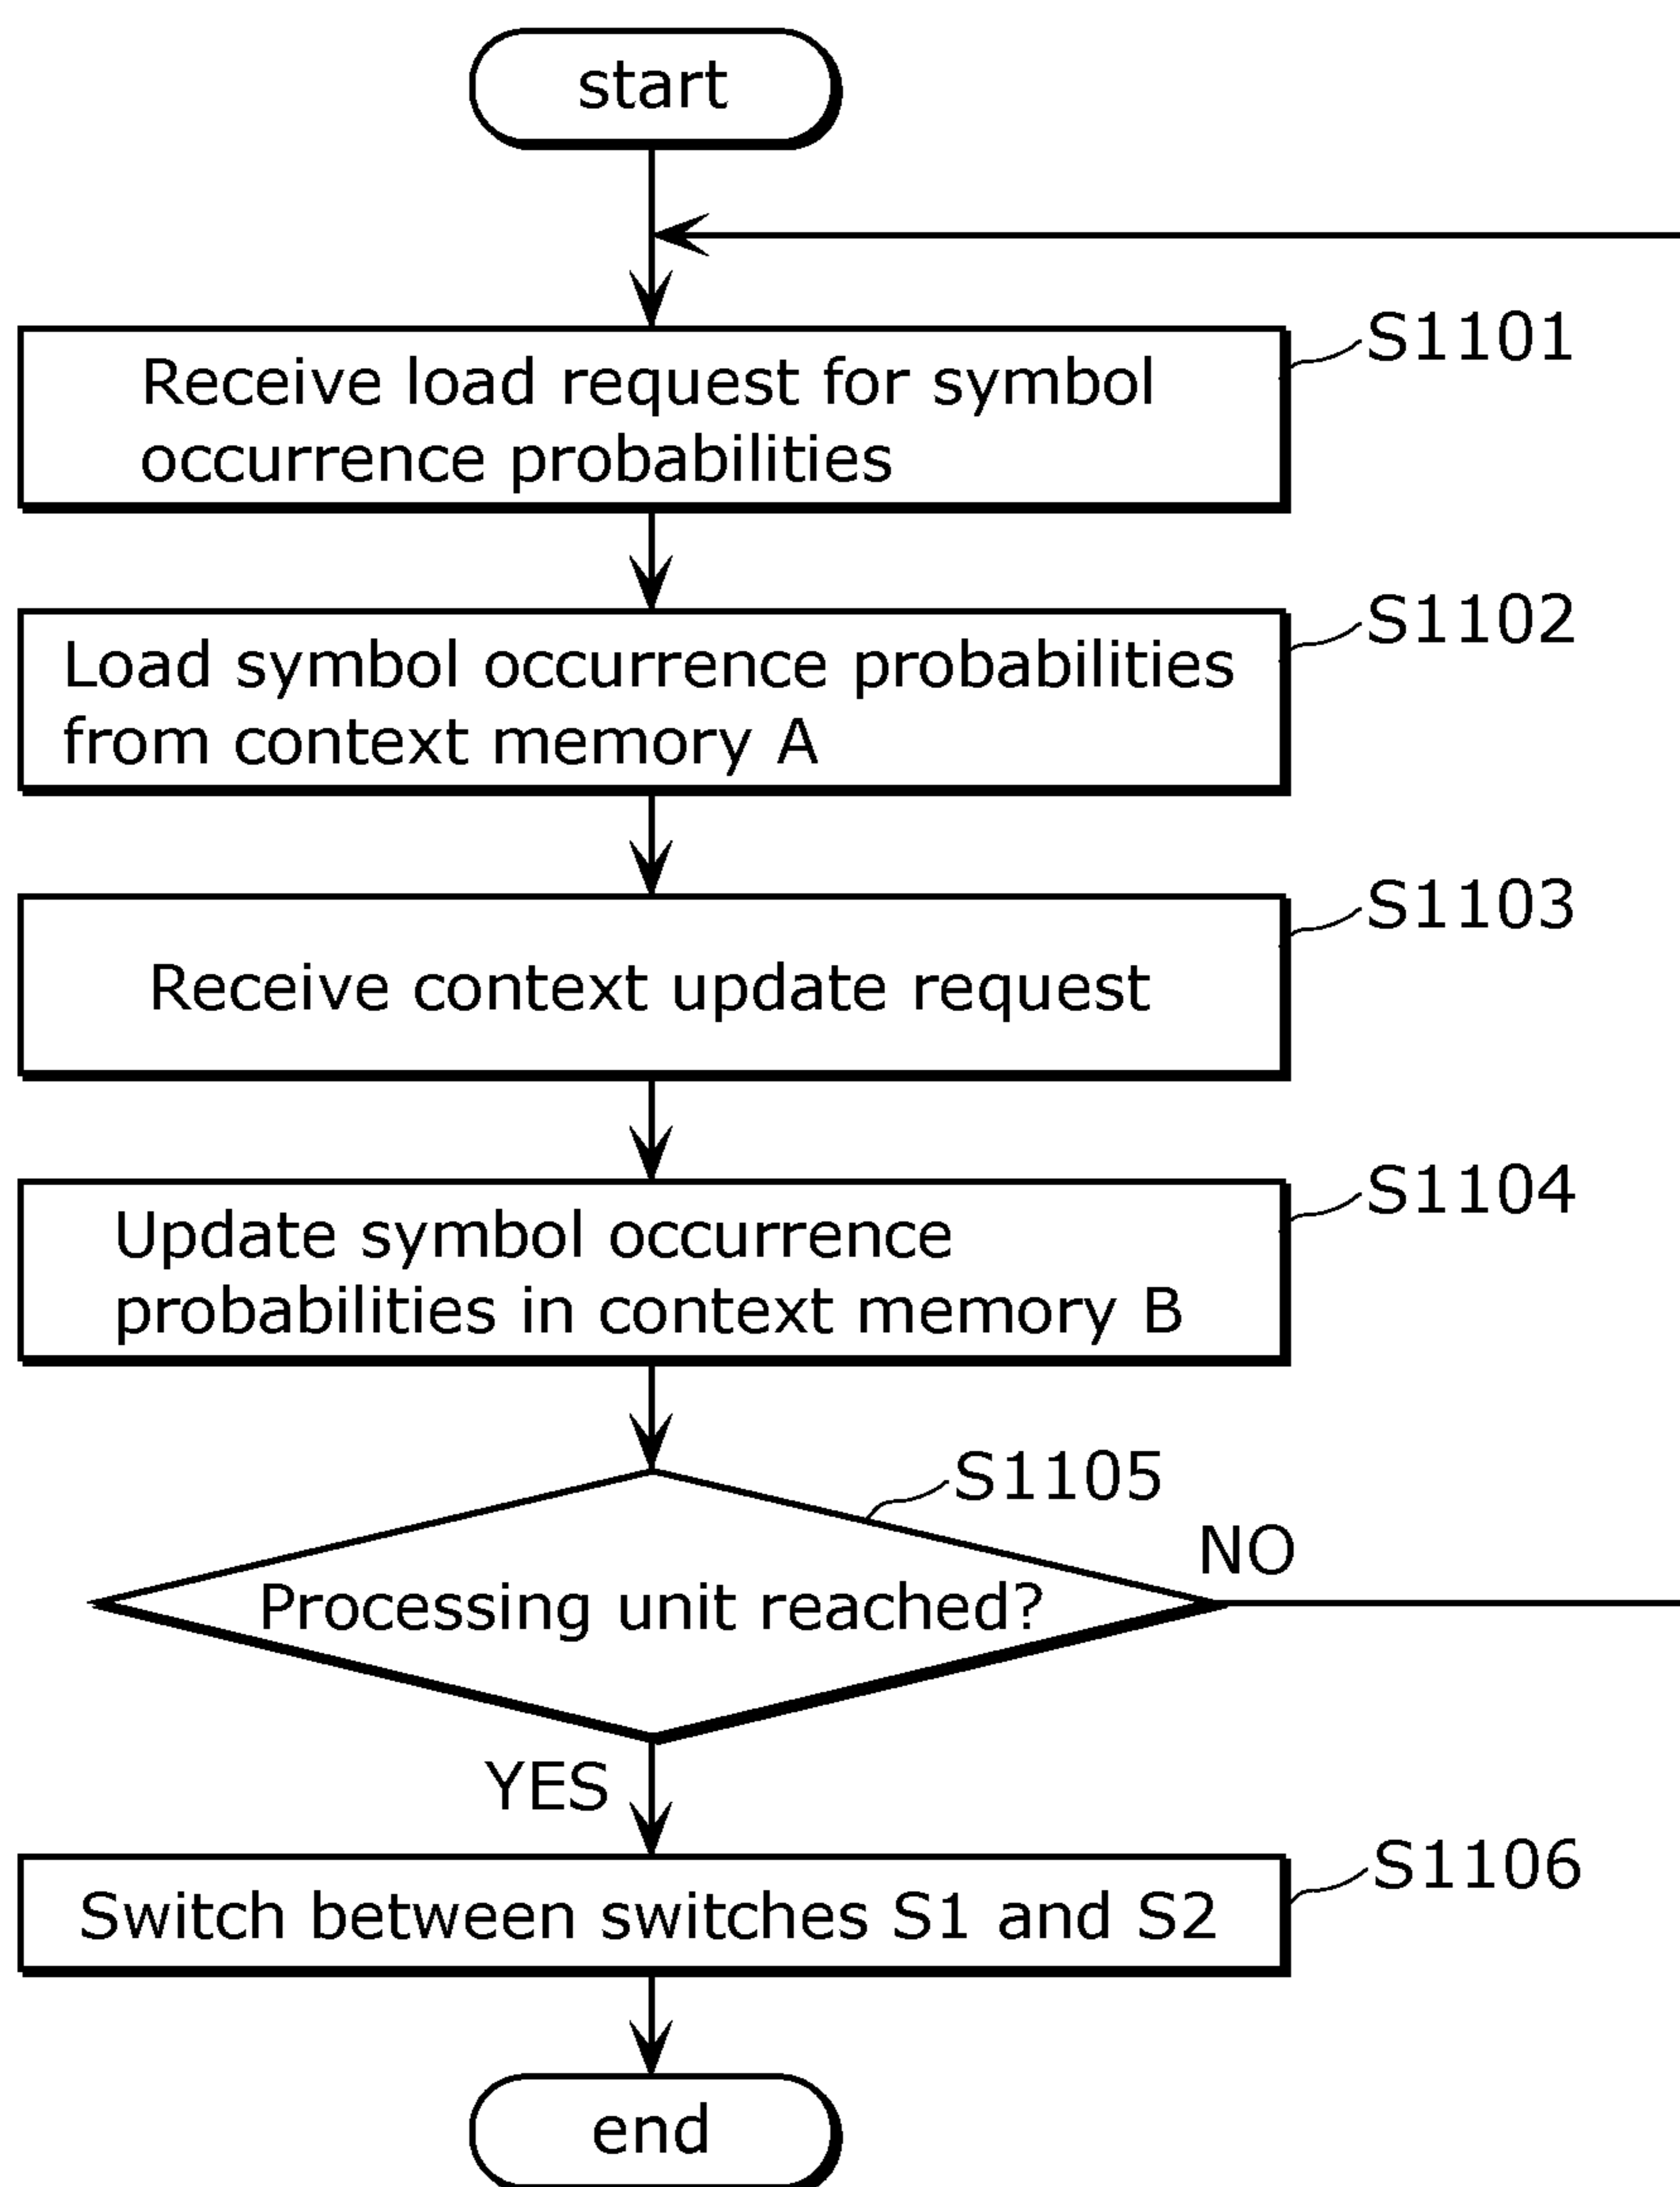 start
S1101
Receive load request for symbol
occurrence probabilities
S1102
Load symbol occurrence probabilities
from context memory A
S1103
Receive context update request
S1104
Update symbol occurrence
probabilities in context memory B
S1105
NO
Processing unit reached?
YES
S1106
Switch between switches S1 and S2
end